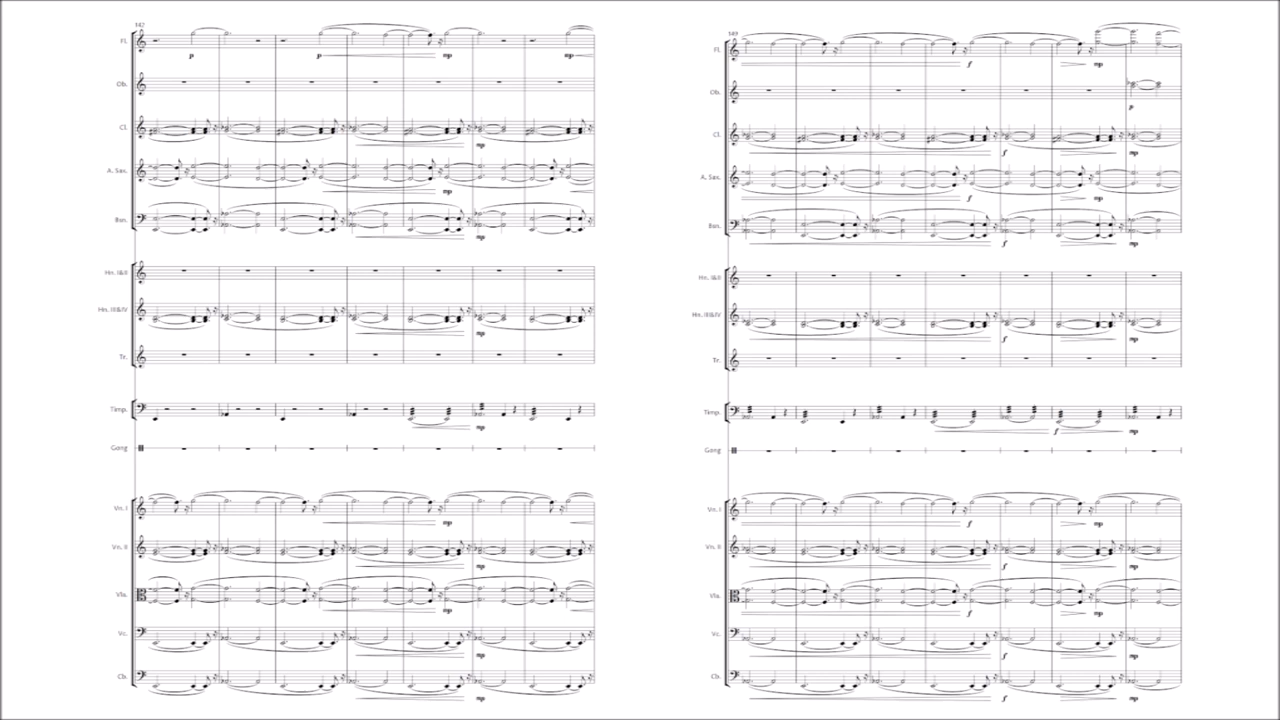 142
Fl.
p
p
mp
mp
Ob.
Cl.
mp
A. Sax.
mp
Bsn.
mp
Hn. I&II
Hn. III&IV
mp
Tr.
Timp.
mp
Gong
Vn. I
mp
Vn. II
mp
Vla.
mp
Vc.
mp
Cb.
mp
149
Fl.
f
mp
Ob.
p
Cl.
f
mp
A. Sax.
f
mp
Bsn.
f
mp
Hn. I&II
Hn. III&IV
f
mp
Tr.
Timp.
f
mp
Gong
Vn. I
f
mp
Vn. II
f
mp
Vla.
f
mp
Vc.
f
mp
Cb.
f
mp